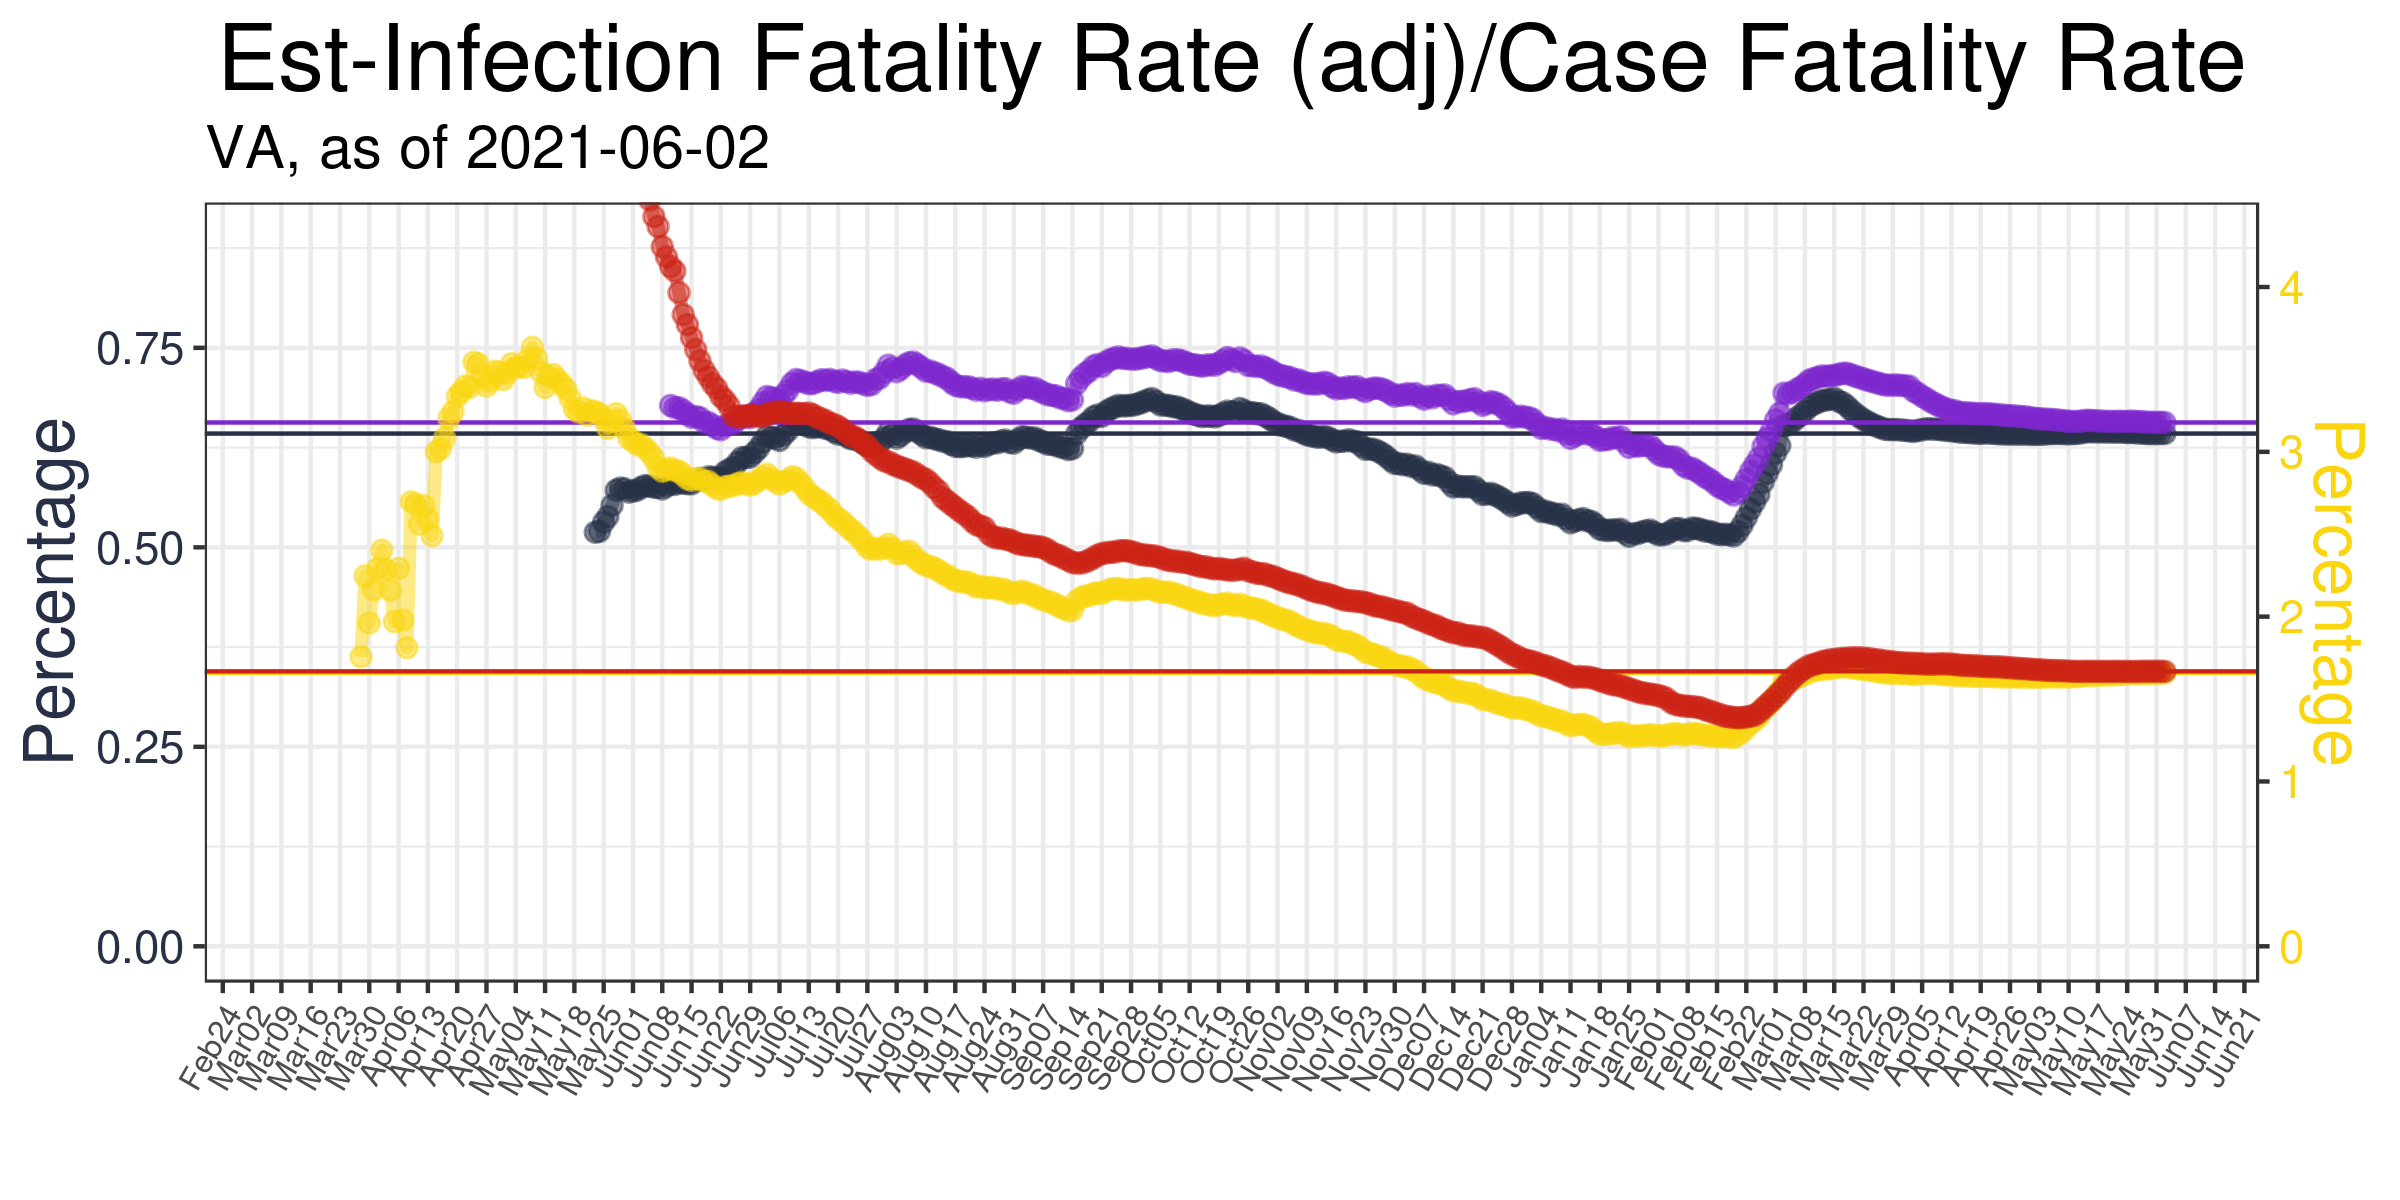 Est-Infection Fatality Rate (adj)/Case Fatality Rate
VA, as of 2021-06-02
Percentage
0.75
0.50
0.25
0.00
4
3
2
1
0
Percentage
Feb24
Mar02
Mar09
Mar16
Mar23
Mar30
Apr06
Apr13
Apr20
Apr27
May04
May11
May18
May25
Jun01
Jun08
Jun15
Jun22
Jun29
Jul06
Jul13
Jul20
Jul27
Aug03
Aug10
Aug17
Aug24
Aug31
Sep07
Sep14
Sep21
Sep28
Oct05
Oct12
Oct19
Oct26
Nov02
Nov09
Nov16
Nov23
Nov30
Dec07
Dec14
Dec21
Dec28
Jan04
Jan11
Jan18
Jan25
Feb01
Feb08
Feb15
Feb22
Mar01
Mar08
Mar15
Mar22
Mar29
Apr05
Apr12
Apr19
Apr26
May03
May10
May17
May24
May31
Jun07
Jun14
Jun21